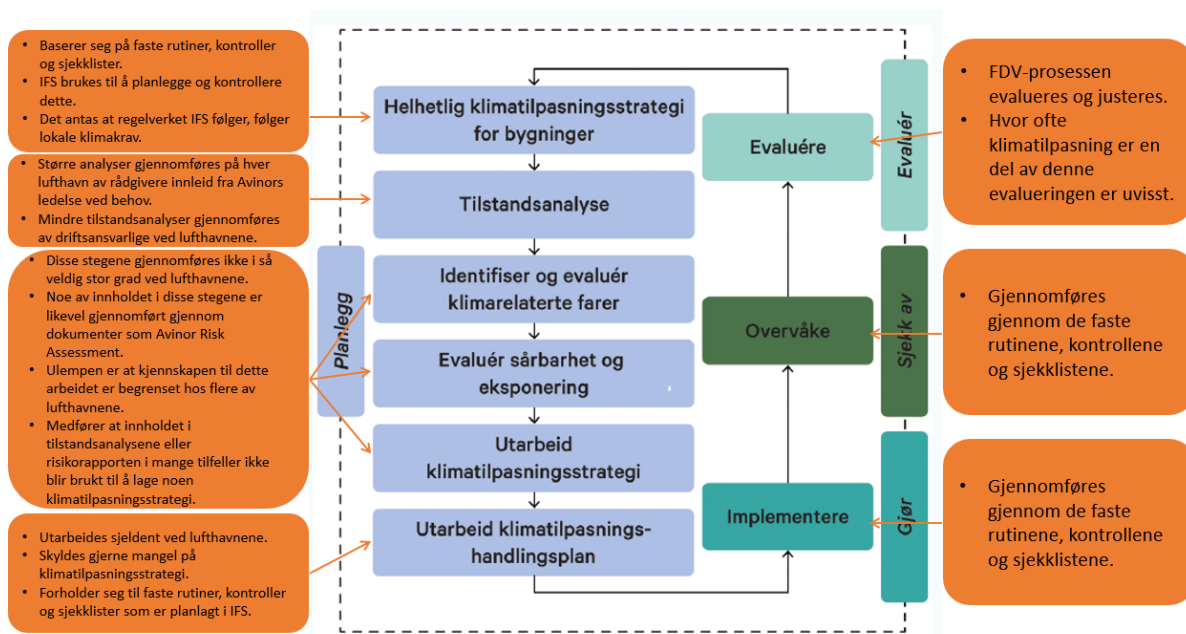 • Baserer seg på faste rutiner, kontroller
og sjekklister.
• IFS brukes til å planlegge og kontrollere
dette.
• Det antas at regelverket IFS følger, følger
lokale klimakrav.
• Større analyser gjennomføres på hver
lufthavn av rådgivere innleid fra Avinors
ledelse ved behov.
• Mindre tilstandsanalyser gjennomføres
av driftsansvarlige ved lufthavnene.
• Disse stegene gjennomføres ikke i så
veldig stor grad ved lufthavnene.
• Noe av innholdet i disse stegene er
likevel gjennomført gjennom
dokumenter som Avinor Risk
Assessment.
• Ulempen er at kjennskapen til dette
arbeidet er begrenset hos flere av
lufthavnene.
• Medfører at innholdet i
tilstandsanalysene eller
risikorapporten i mange tilfeller ikke
blir brukt til å lage noen
klimatilpasningsstrategi.
• Utarbeides sjeldent ved lufthavnene.
• Skyldes gjerne mangel på
klimatilpasningsstrategi.
• Forholder seg til faste rutiner, kontroller
og sjekklister som er planlagt i IFS.
Planlegg
Helhetlig klimatilpasningsstrategi
for bygninger
Tilstandsanalyse
Identifiser og evaluér
klimarelaterte farer
Evaluér sårbarhet og
eksponering
Utarbeid
klimatilpasningsstrategi
Utarbeid klimatilpasnings-
handlingsplan
Evaluére
Overvåke
Implementere
Evaluér
Sjekk av
Gjør
• FDV-prosessen
evalueres og justeres.
• Hvor ofte
klimatilpasning er en
del av denne
evalueringen er uvisst.
• Gjennomføres
gjennom de faste
rutinene, kontrollene
og sjekklistene.
• Gjennomføres
gjennom de faste
rutinene, kontrollene
og sjekklistene.